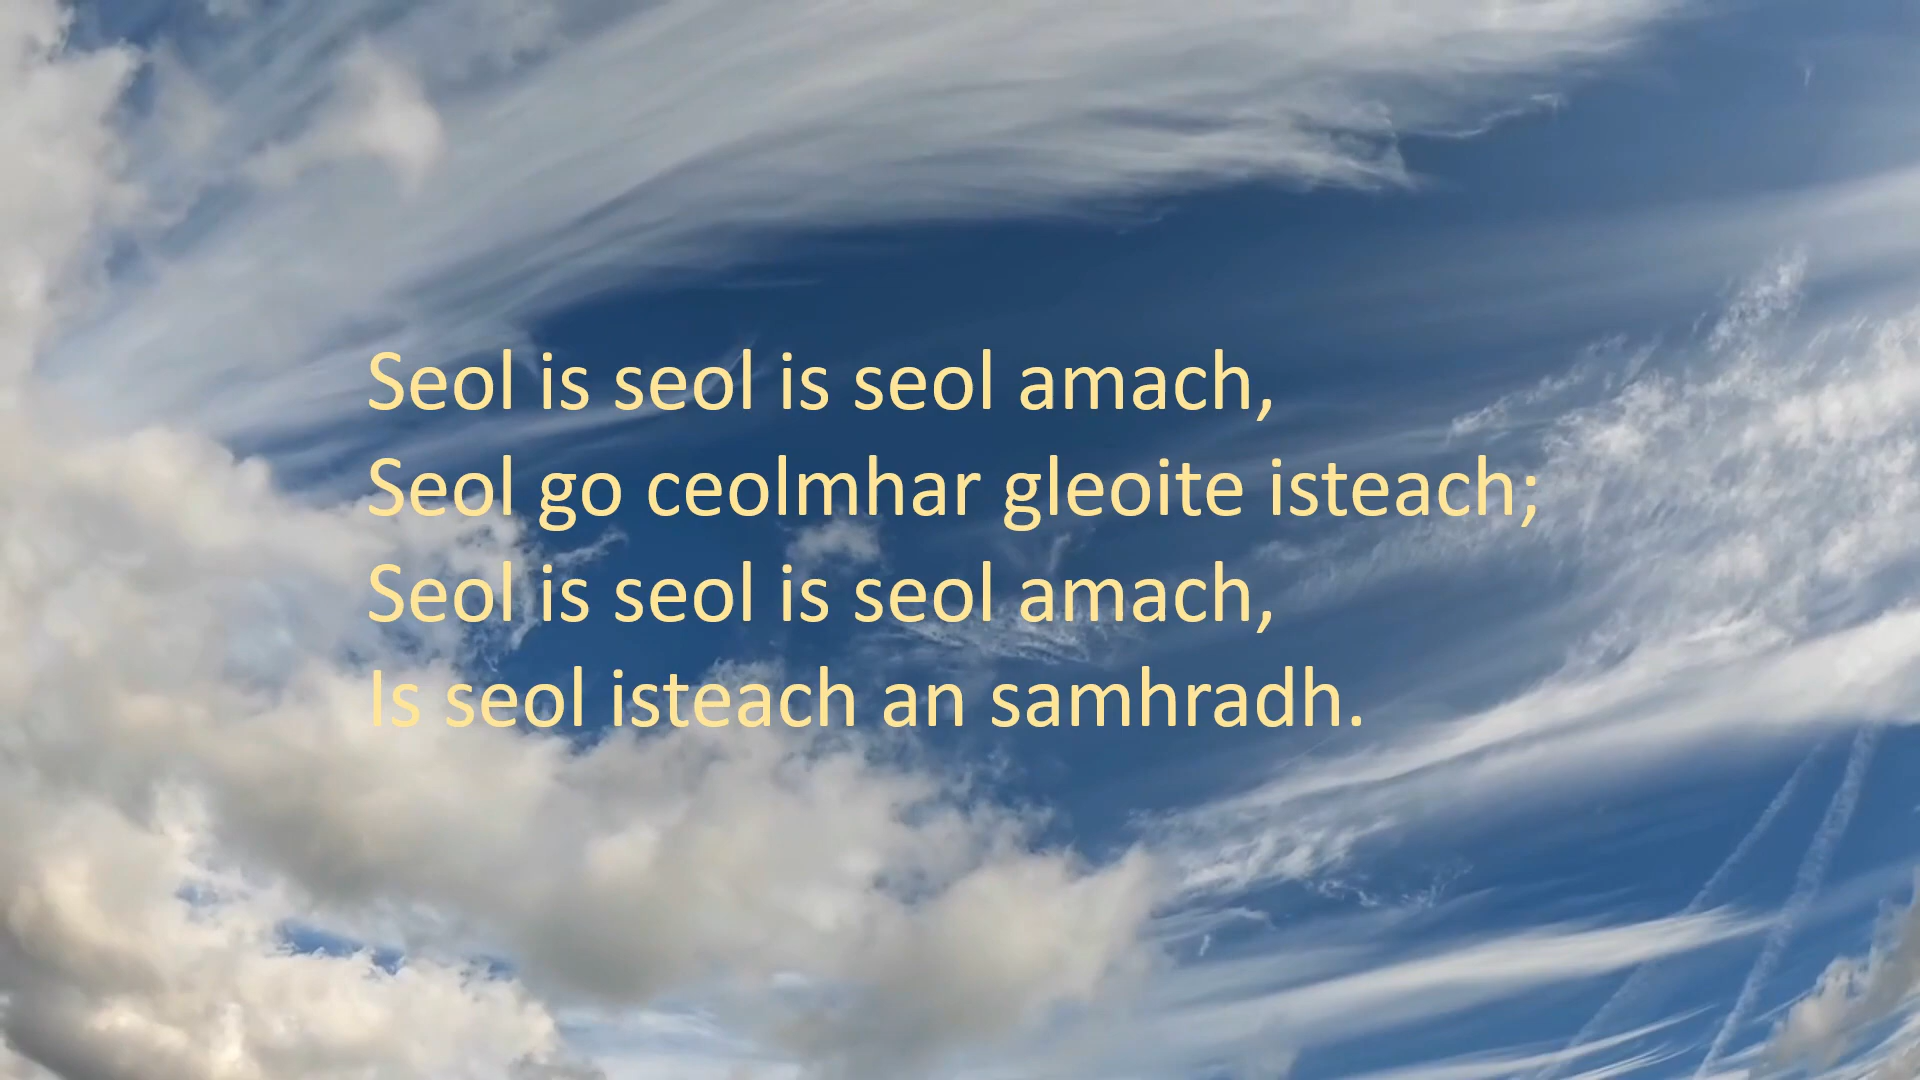 Seol is seol is seol amach,
Seol go ceolmhar gleoite isteach;
Seol is seol is seol amach,
Is seol isteach an samhradh.